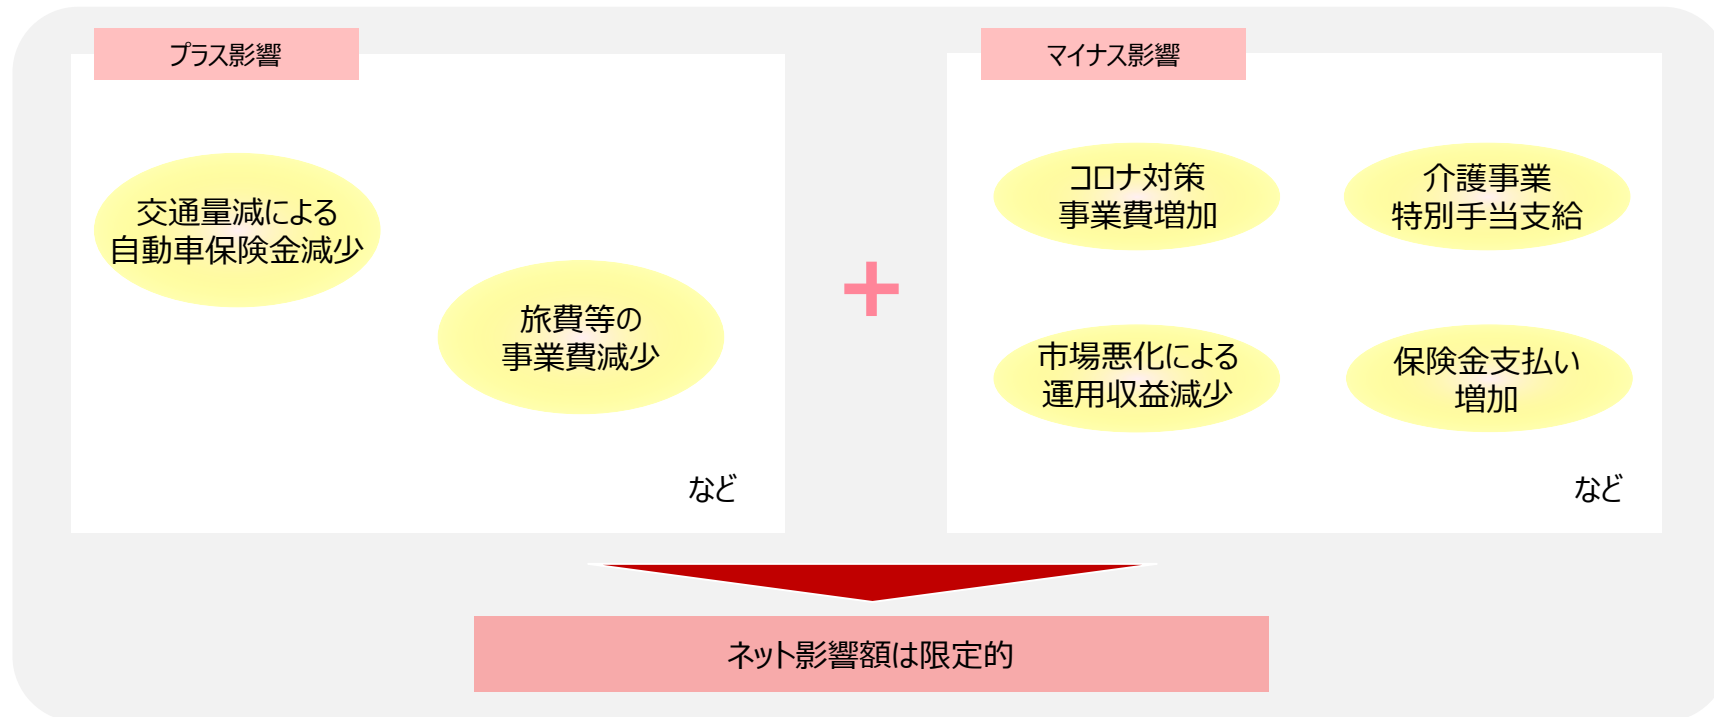 プラス影響
交通量減による
自動車保険金減少
旅費等の
事業費減少
など
+
マイナス影響
コロナ対策
事業費増加
介護事業
特別手当支給
市場悪化による
運用収益減少
保険金支払い
増加
など
ネット影響額は限定的